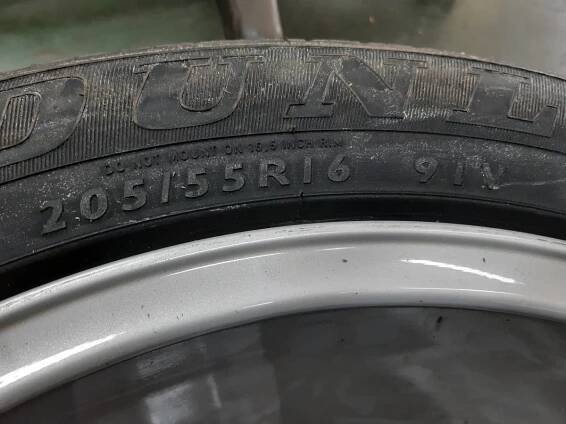 DUNL
DO NOT MOUNT ON 16.5 INCH RIM
205/55R16 91V